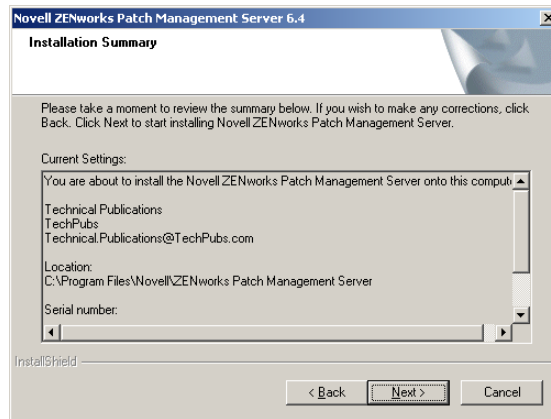 Novell ZENworks Patch Management Server 6.4
Installation Summary
Please take a moment to review the summary below. If you wish to make any corrections, click
Back. Click Next to start installing Novell ZENworks Patch Management Server.
Current Settings:
You are about to install the Novell ZENworks Patch Management Server onto this
Technical Publications
TechPubs
Technical.Publications@TechPubs.com
Location:
C:\Program Files\Novell\ZENworks Patch Management Server
Serial number:
InstallShield
< Back
Next >
Cancel